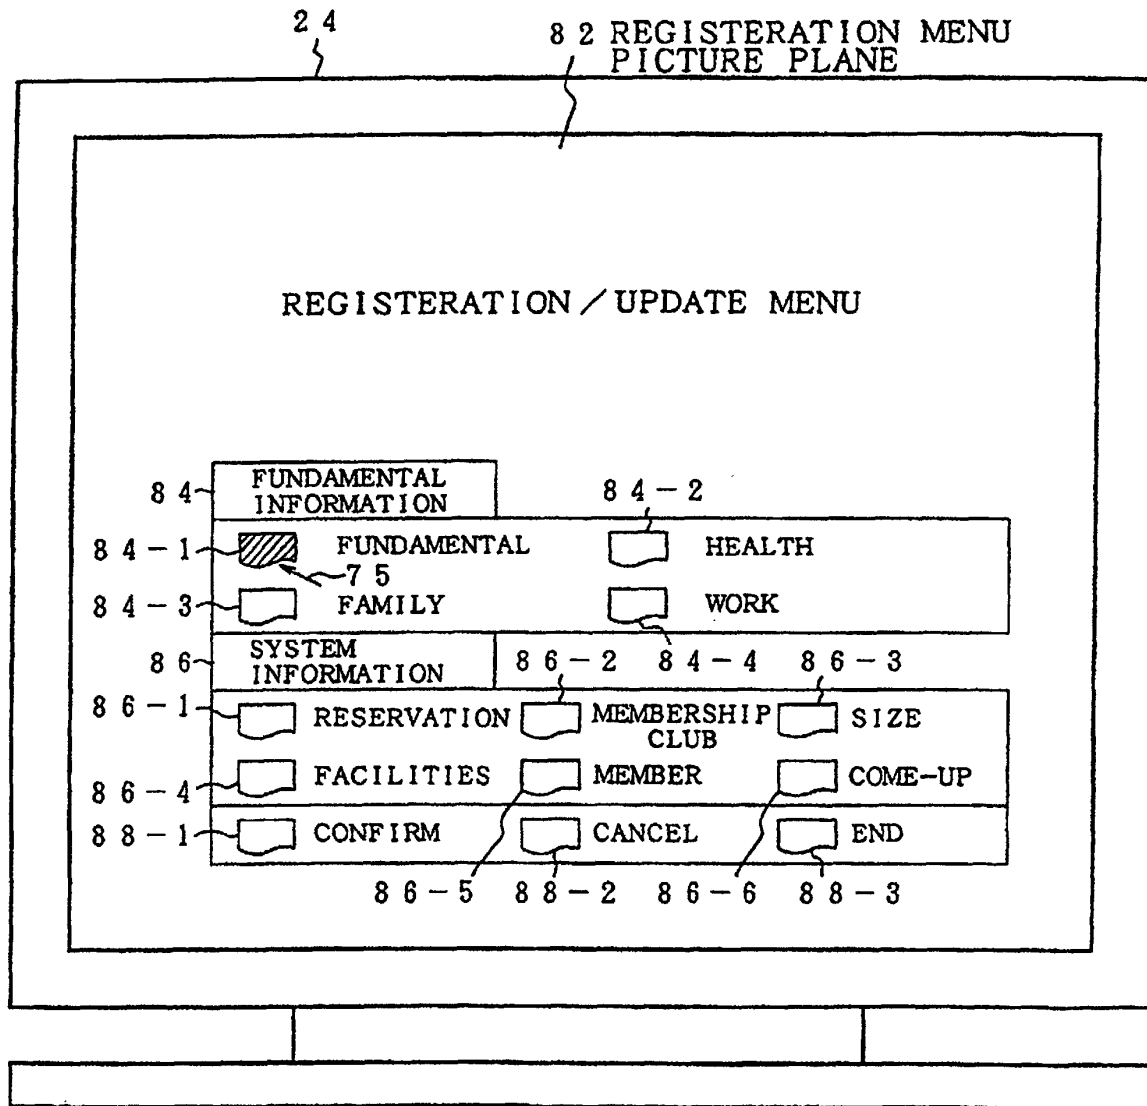 24
82 REGISTERATION MENU
PICTURE PLANE
REGISTERATION/UPDATE MENU
84 FUNDAMENTAL
INFORMATION
84-2
84-1 FUNDAMENTAL HEALTH
75
84-3 FAMILY WORK
86 SYSTEM
INFORMATION
86-2 84-4 86-3
86-1 RESERVATION MEMBERSHIP
CLUB SIZE
86-4 FACILITIES MEMBER COME-UP
88-1 CONFIRM CANCEL END
86-5 88-2 86-6 88-3